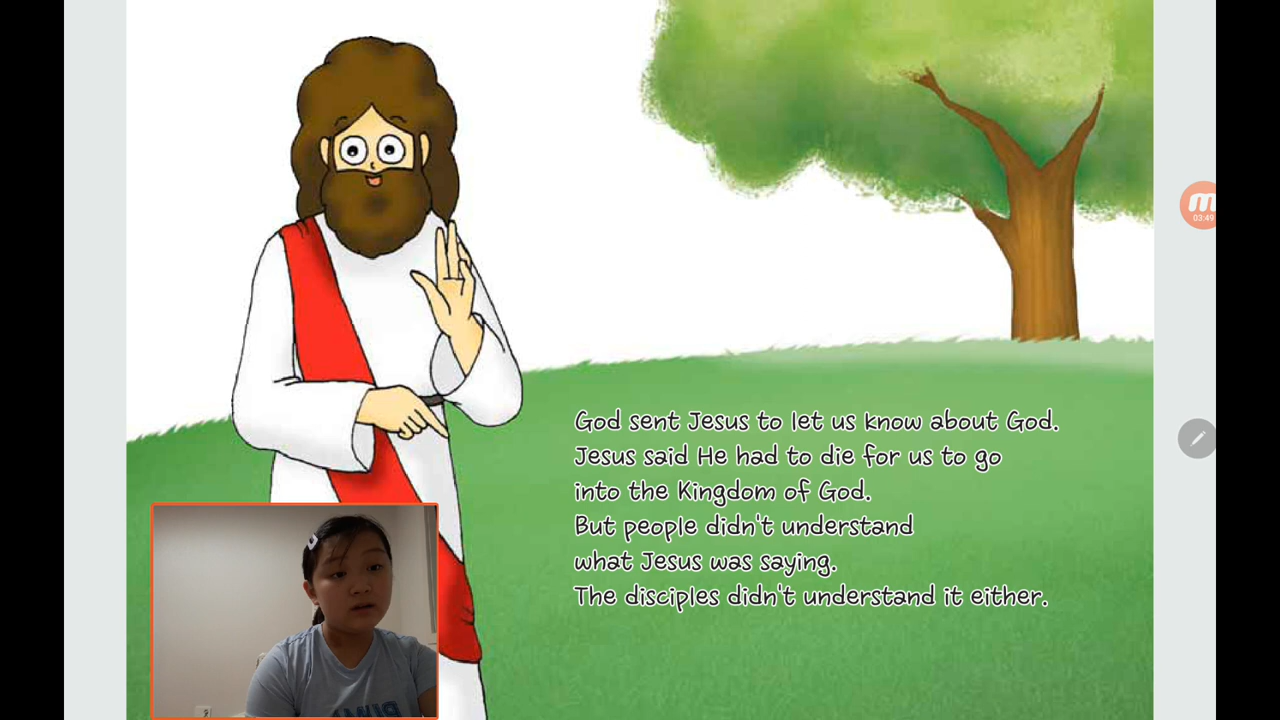 God sent Jesus to let us know about God.
Jesus said He had to die for us to go
into the Kingdom of God.
But people didn't understand
what Jesus was saying.
The disciples didn't understand it either.
03:49